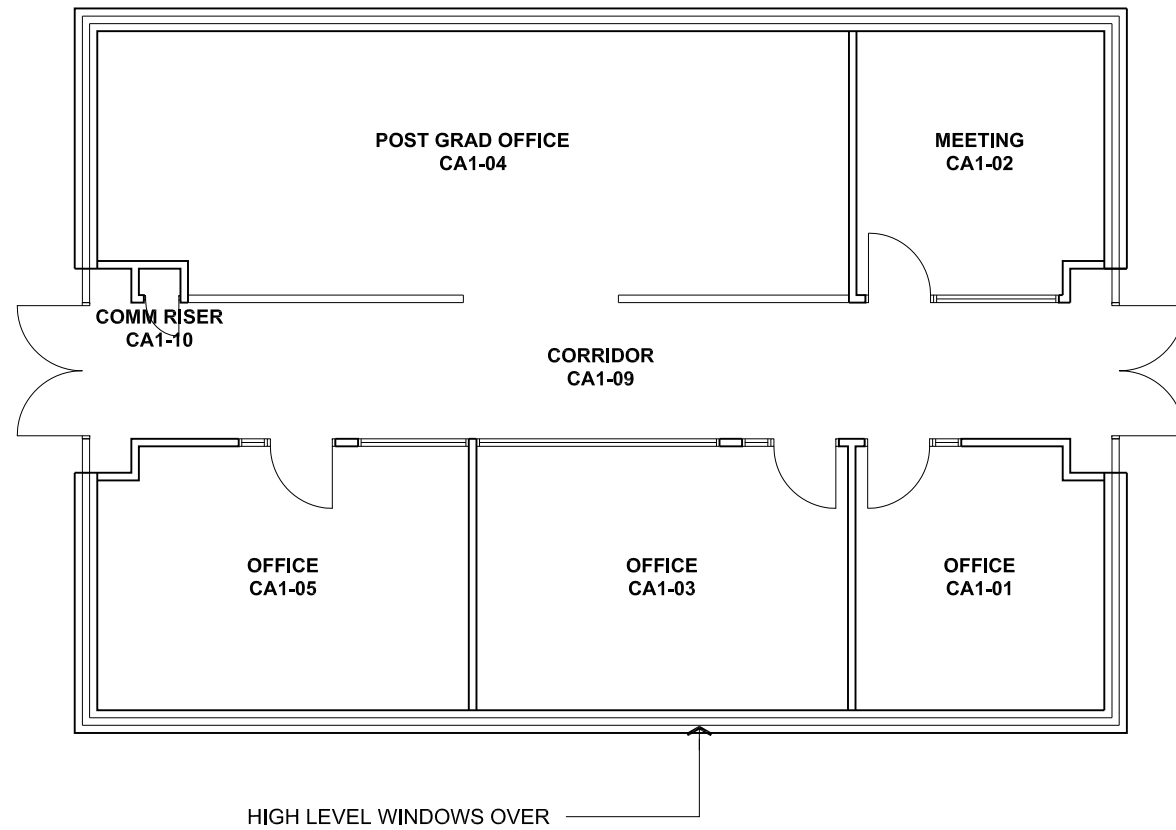 POST GRAD OFFICE
CA1-04
MEETING
CA1-02
COMM RISER
CA1-10
CORRIDOR
CA1-09
OFFICE
CA1-05
OFFICE
CA1-03
OFFICE
CA1-01
HIGH LEVEL WINDOWS OVER